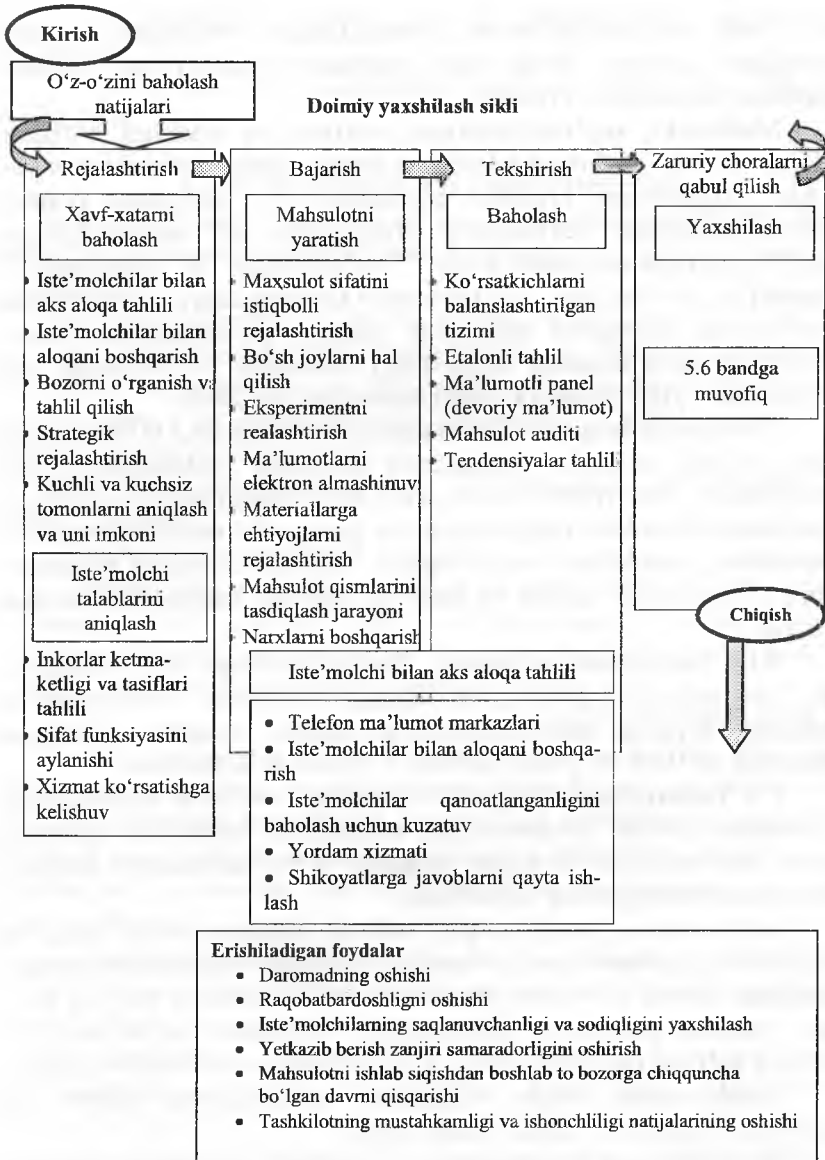 Kirish
O‘z-o‘zini baholash
natijalari
Doimiy yaxshilash sikli
Rejalashtirish
Xavf-xatarni
baholash
Iste’molchilar bilan
aks aloqa tahlili
Iste’molchilar bilan
aloqani boshqarish
Bozorni o‘rganish va
tahlil qilish
Strategik
rejalashtirish
Kuchli va kuchsiz
tomonlarni aniqlash
va uni imkoni
Iste’molchi
talablarini
aniqlash
Inkorlar ketma-
ketligi va tasiflari
tahlili
Sifat funksiyasini
aylanishi
Xizmat ko‘rsatishga
kelishuv
Bajarish
Mahsulotni
yaratish
Maxsulot sifatini
istiqbolli
rejalashtirish
Bo‘sh joylarni hal
qilish
Eksperimentni
realashtirish
Ma’lumotlarni
elektron almashinuvi
Materiallarga
ehtiyojlarni
rejalashtirish
Mahsulot qismlarini
tasdiqlash jarayoni
Narxlarni boshqarish
Tekshirish
Baholash
Ko‘rsatkichlarni
balanslashtirilgan
tizimi
Etalonli tahlil
Ma’lumotli panel
(devoriy ma’lumot)
Mahsulot auditi
Tendensiyalar tahlili
Zaruriy choralarni
qabul qilish
Yaxshilash
5.6 bandga
muvofiq
Chiqish
Iste’molchi bilan aks aloqa tahlili
• Telefon ma’lumot markazlari
• Iste’molchilar bilan aloqani boshqa-
rish
• Iste’molchilar qanoatlanganligini
baholash uchun kuzatuv
• Yordam xizmati
• Shikoyatlarga javoblarni qayta ish-
lash
Erishiladigan foydalar
• Daromadning oshishi
• Raqobatbardoshligni oshishi
• Iste’molchilarning saqlanuvchanligi va sodiqligini yaxshilash
• Yetkazib berish zanjiri samaradorligini oshirish
• Mahsulotni ishlab siqishdan boshlab to bozorga chiqquncha
bo‘lgan davrni qisqarishi
• Tashkilotning mustahkamligi va ishonchliligi natijalarining oshishi